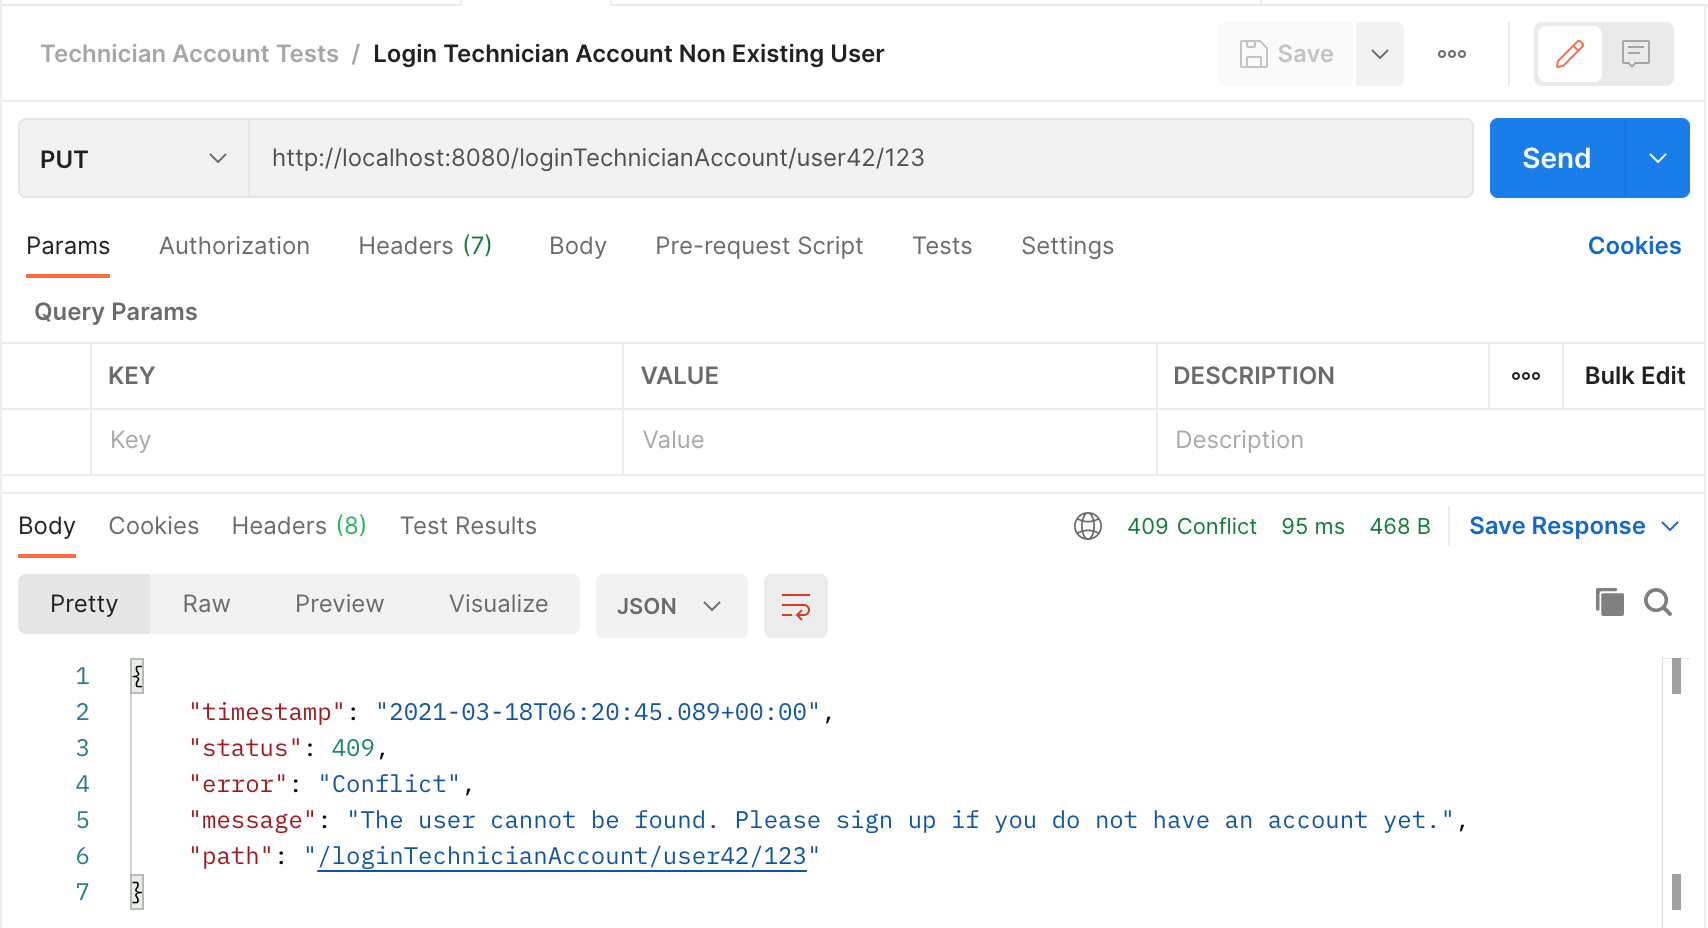 Technician Account Tests / Login Technician Account Non Existing User Save
PUT http://localhost:8080/loginTechnicianAccount/user42/123 Send
Params Authorization Headers (7) Body Pre-request Script Tests Settings Cookies
Query Params
KEY VALUE DESCRIPTION Bulk Edit
Key Value Description
Body Cookies Headers (8) Test Results 409 Conflict 95 ms 468 B Save Response
Pretty Raw Preview Visualize JSON
1 {
2 "timestamp": "2021-03-18T06:20:45.089+00:00",
3 "status": 409,
4 "error": "Conflict",
5 "message": "The user cannot be found. Please sign up if you do not have an account yet.",
6 "path": "/loginTechnicianAccount/user42/123"
7 }